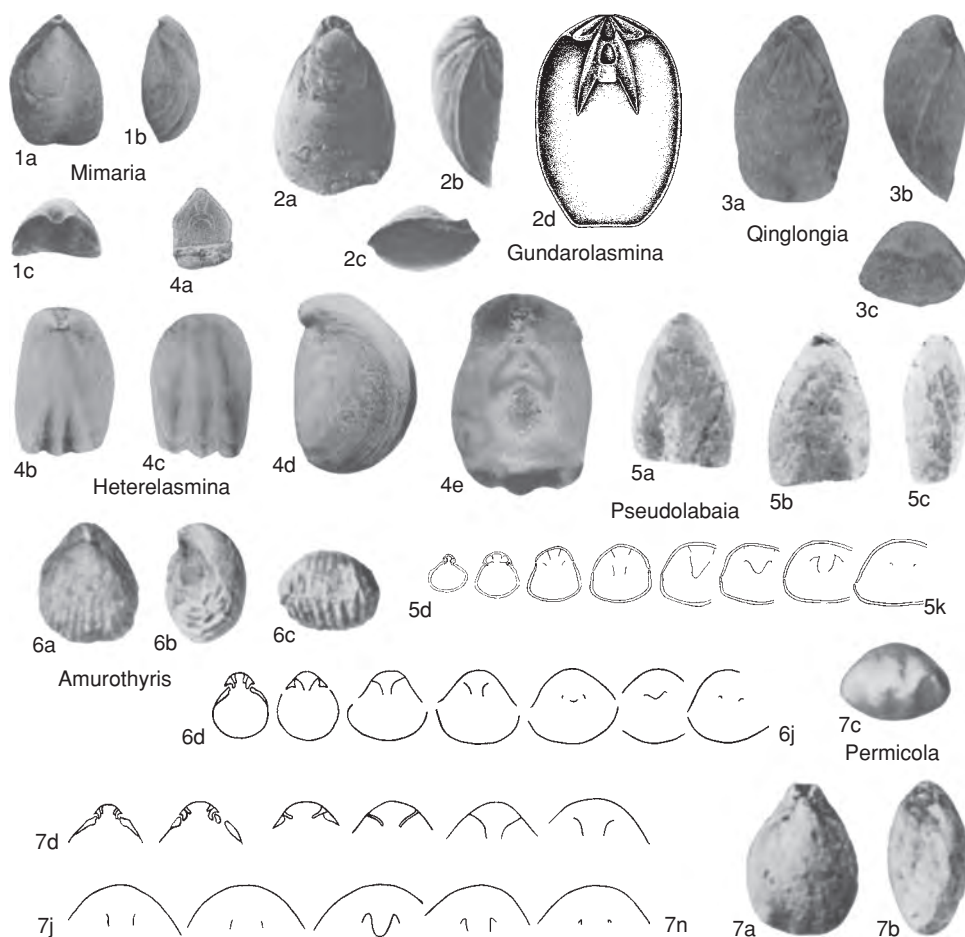 1a
1b
Mimaria
2a
2b
2d
Gundarolasmina
3a
3b
Qinglongia
1c
4a
2c
3c
4b
4c
Heterelasmina
4d
4e
5a
5b
5c
Pseudolabaia
6a
6b
6c
Amurothyris
5d
5k
6d
6j
7c
Permicola
7d
7j
7n
7a
7b